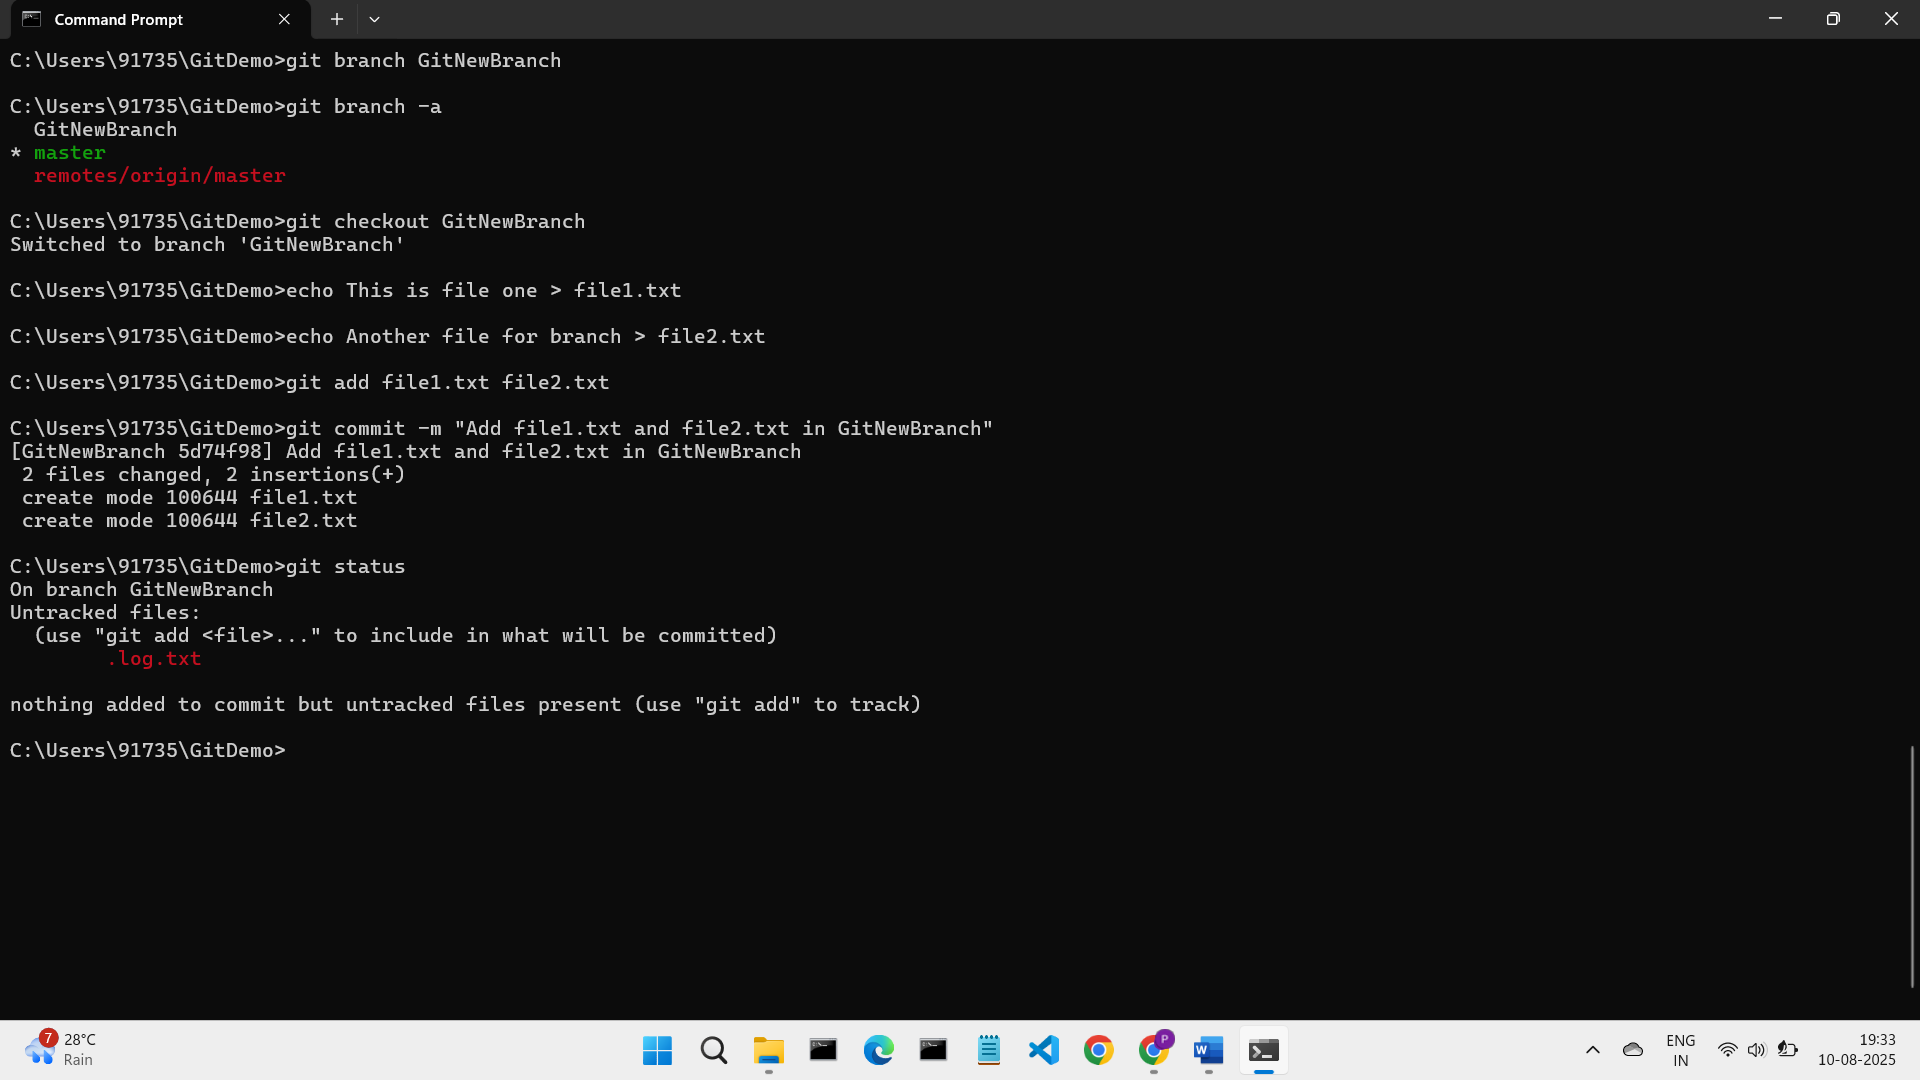 Command Prompt
C:\Users\91735\GitDemo>git branch GitNewBranch
C:\Users\91735\GitDemo>git branch -a
  GitNewBranch
* master
  remotes/origin/master
C:\Users\91735\GitDemo>git checkout GitNewBranch
Switched to branch 'GitNewBranch'
C:\Users\91735\GitDemo>echo This is file one > file1.txt
C:\Users\91735\GitDemo>echo Another file for branch > file2.txt
C:\Users\91735\GitDemo>git add file1.txt file2.txt
C:\Users\91735\GitDemo>git commit -m "Add file1.txt and file2.txt in GitNewBranch"
[GitNewBranch 5d74f98] Add file1.txt and file2.txt in GitNewBranch
 2 files changed, 2 insertions(+)
 create mode 100644 file1.txt
 create mode 100644 file2.txt
C:\Users\91735\GitDemo>git status
On branch GitNewBranch
Untracked files:
  (use "git add <file>..." to include in what will be committed)
        .log.txt
nothing added to commit but untracked files present (use "git add" to track)
C:\Users\91735\GitDemo>
7
28°C
Rain
P
W
ENG
IN
19:33
10-08-2025